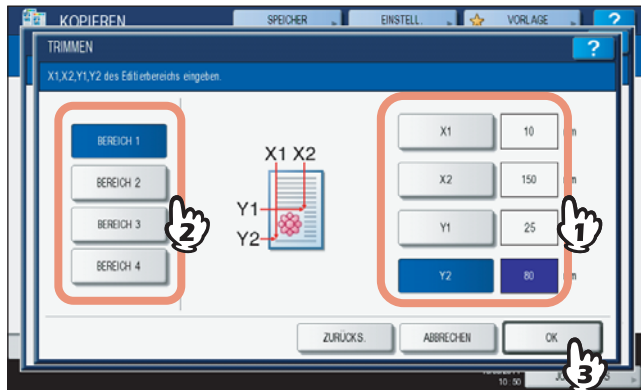 KOPIEREN SPEICHER EINSTELL. VORLAGE ?
TRIMMEN ?
X1,X2,Y1,Y2 des Editierbereichs eingeben.
BEREICH 1
BEREICH 2
BEREICH 3
BEREICH 4
2
X1 X2
Y1
Y2
X1 10
X2 150 mm
Y1 25
Y2 80 mm
1
ZURÜCKS. ABBRECHEN OK
3
10:50